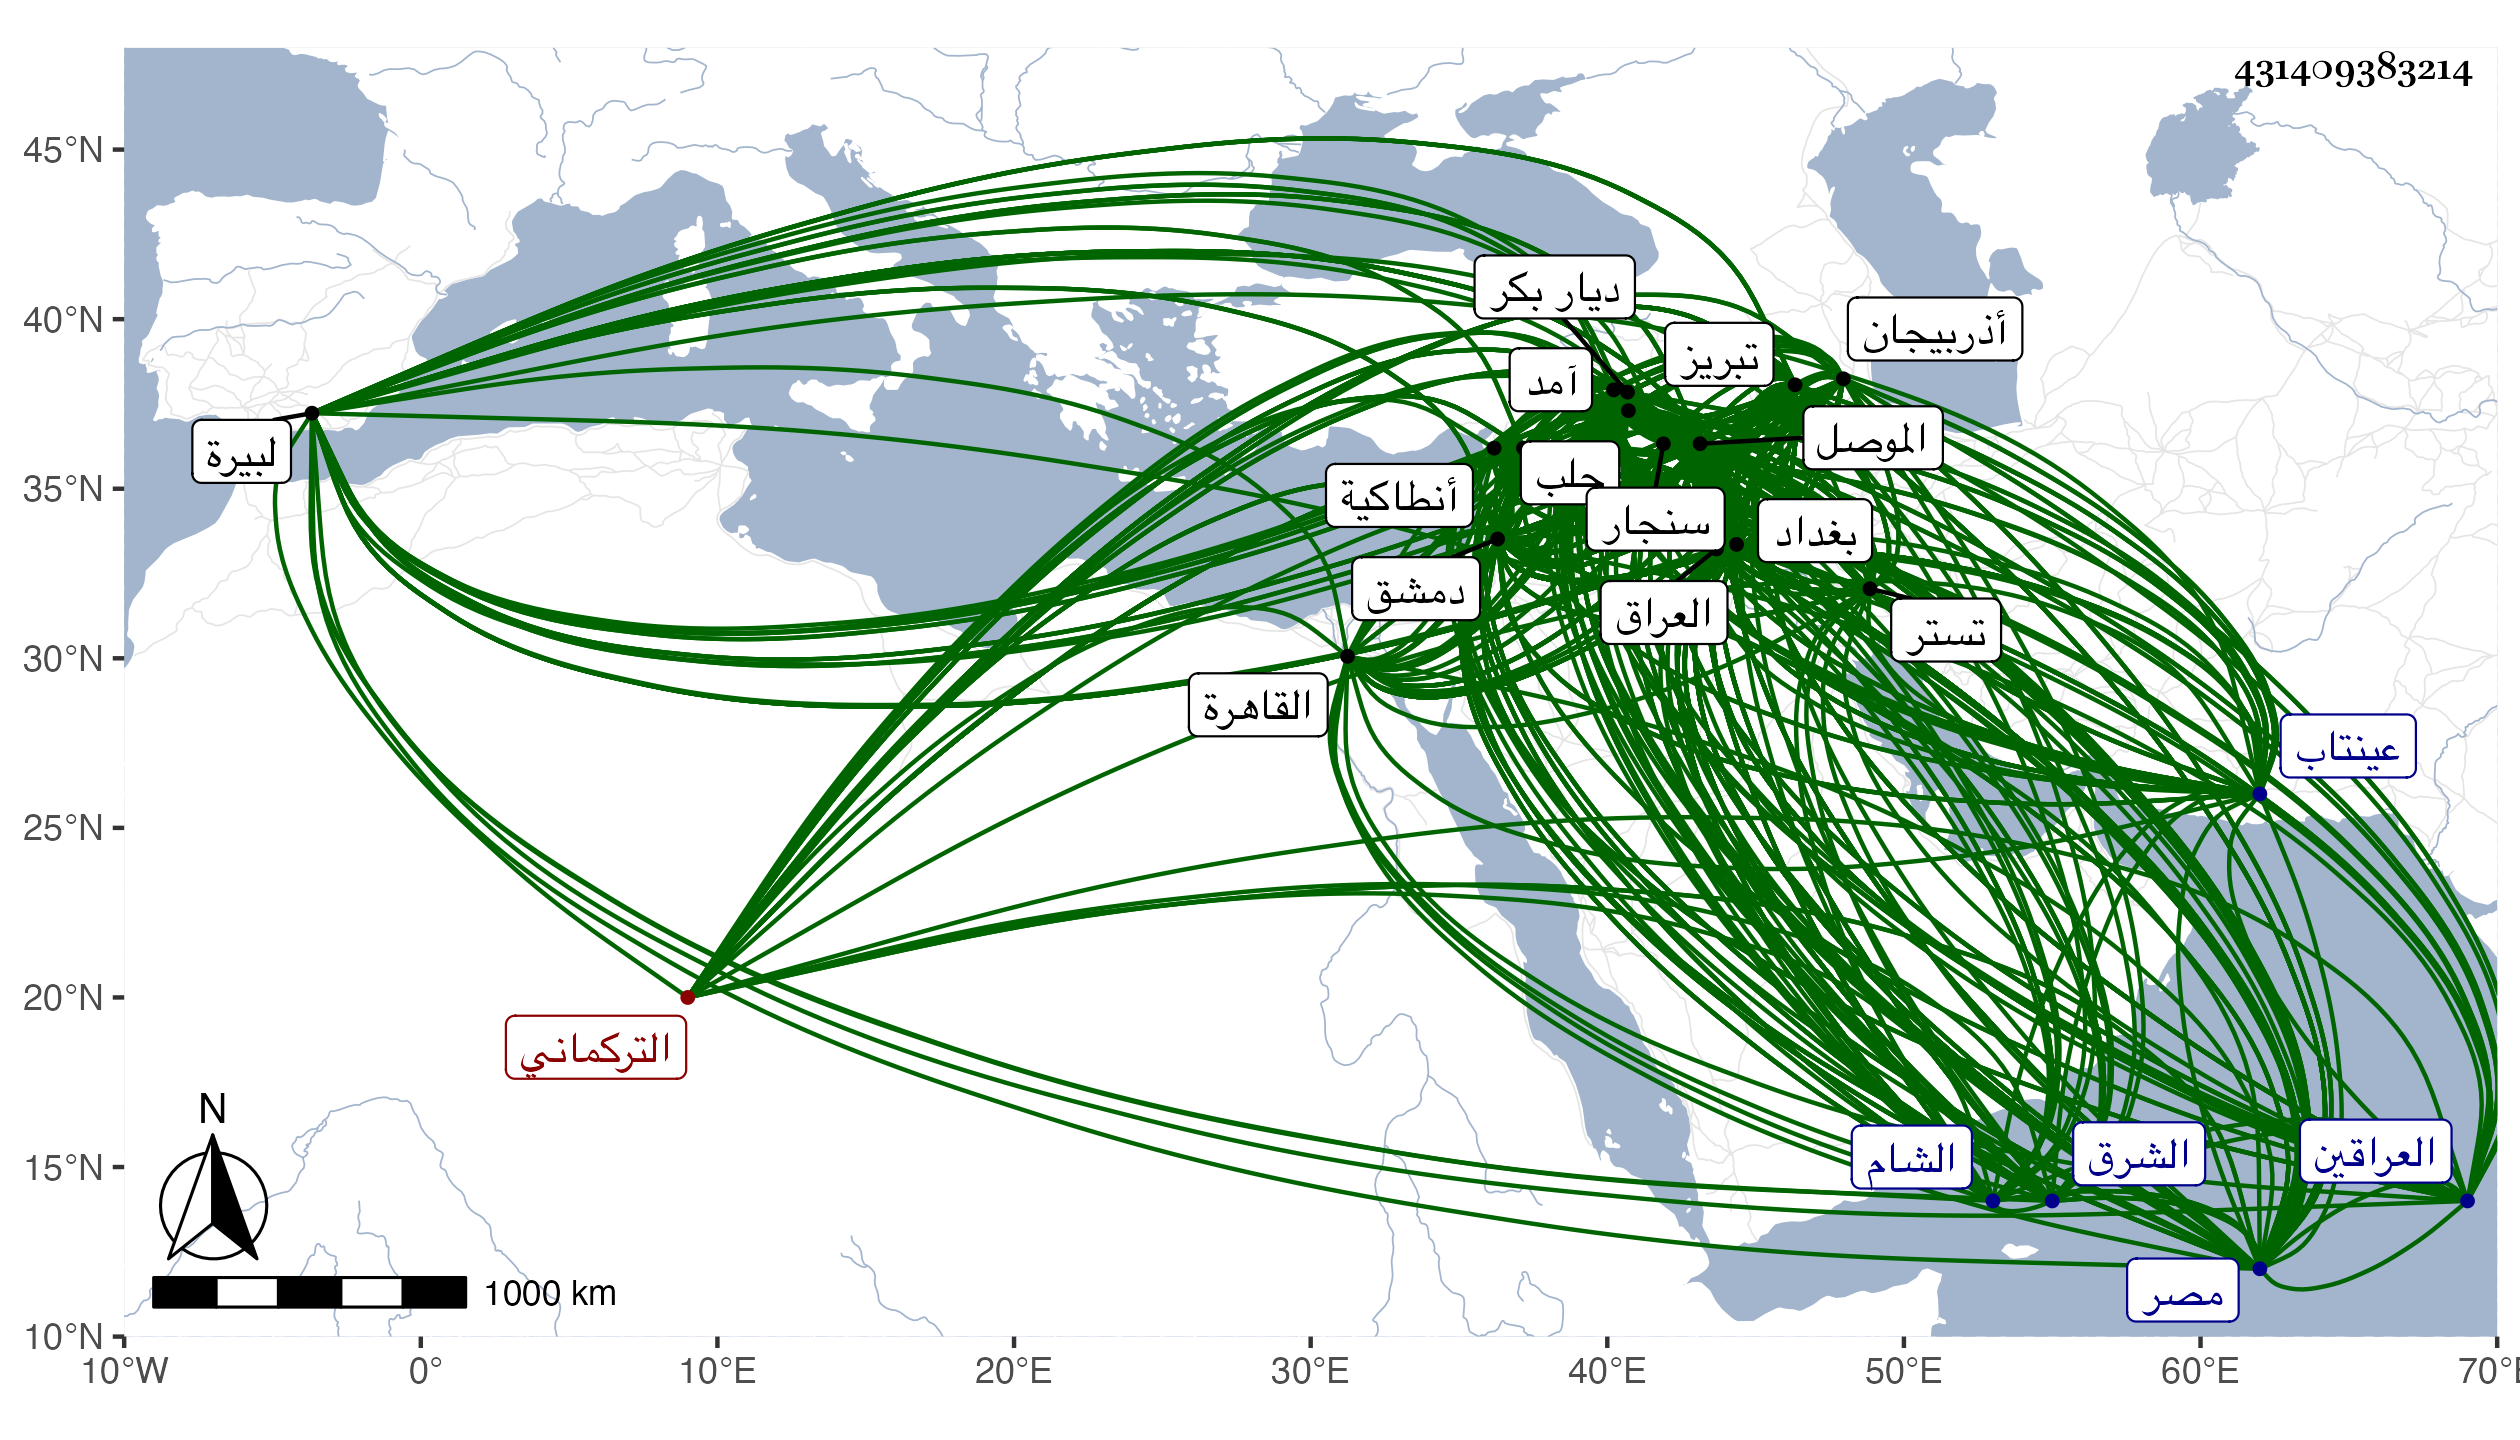 431409383214
45°N
40°N
35°N
30°N
25°N
20°N
15°N
10°N
10°W
0°
10°E
20°E
30°E
40°E
50°E
60°E
70°E
ديار بكر
أذربيجان
تبريز
آمد
لبيرة
الموصل
حلب
أنطاكية
سنجار
بغداد
دمشق
العراق
تستر
القاهرة
عينتاب
التركماني
الشام
الشرق
العراقين
مصر
N
1000 km